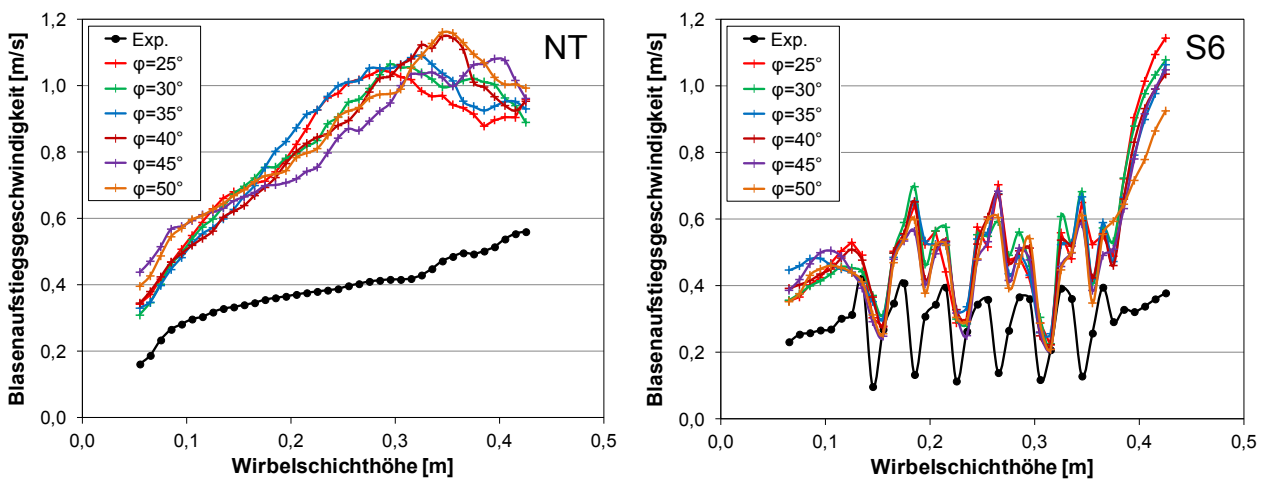 Blasenaufstiegsgeschwindigkeit [m/s]
1,2
1,0
0,8
0,6
0,4
0,2
0,0
Exp.
φ=25°
φ=30°
φ=35°
φ=40°
φ=45°
φ=50°
NT
0,0 0,1 0,2 0,3 0,4 0,5
Wirbelschichthöhe [m]
Blasenaufstiegsgeschwindigkeit [m/s]
1,2
1,0
0,8
0,6
0,4
0,2
0,0
Exp.
φ=25°
φ=30°
φ=35°
φ=40°
φ=45°
φ=50°
S6
0,0 0,1 0,2 0,3 0,4 0,5
Wirbelschichthöhe [m]